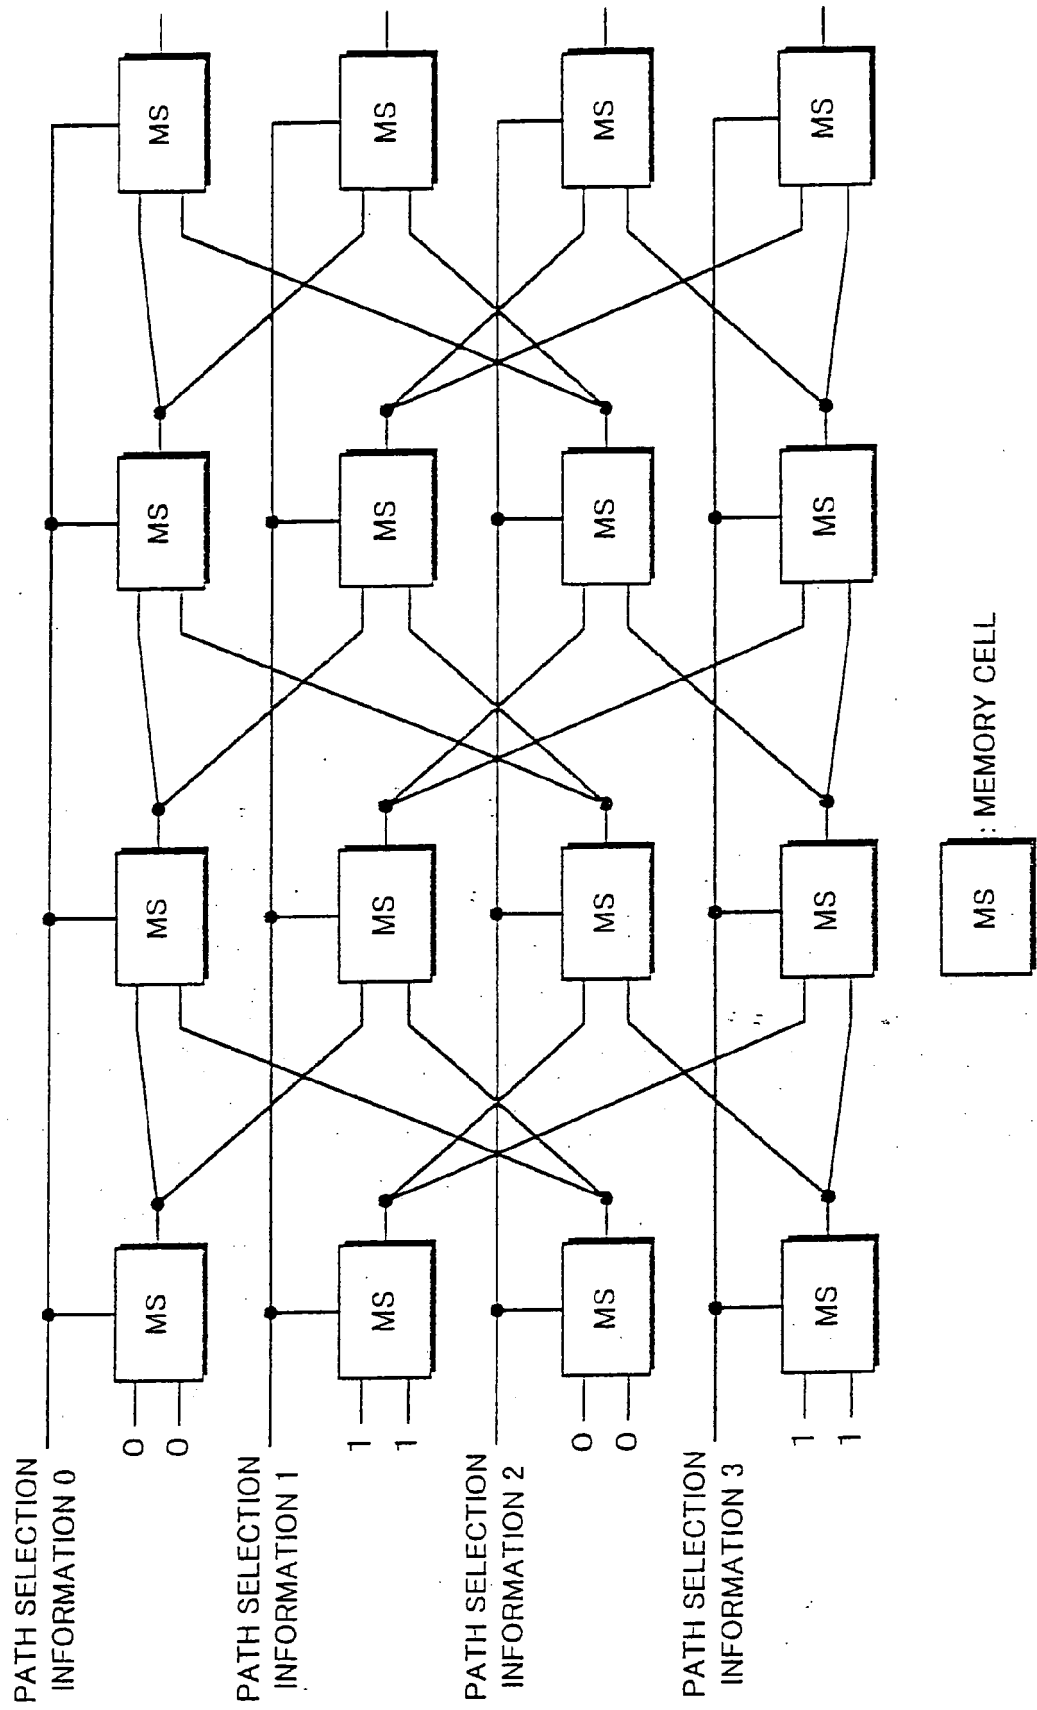 PATH SELECTION
INFORMATION 0
0
0
MS
MS
MS
MS
PATH SELECTION
INFORMATION 1
1
1
MS
MS
MS
MS
PATH SELECTION
INFORMATION 2
0
0
MS
MS
MS
MS
PATH SELECTION
INFORMATION 3
1
1
MS
MS
MS
MS
MS : MEMORY CELL